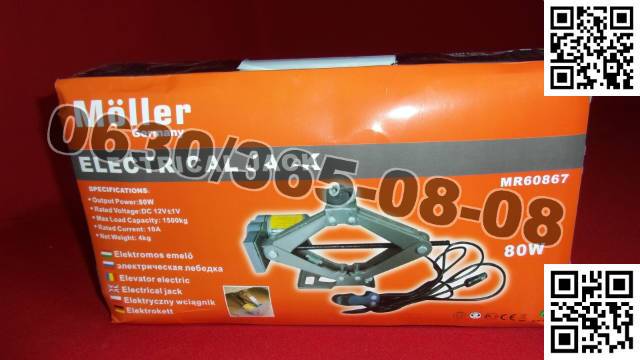 Möller
Germany
0630/365-08-08
ELECTRICAL JACK
MR60867
SPECIFICATIONS:
• Output Power:80W
• Rated Voltage:DC 12V±1V
• Max Load Capacity: 1500kg
• Rated Current: 10A
• Net Weight: 4kg
80W
Elektromos emelő
электрическая лебедка
Elevator electric
Electrical jack
Elektryczny wciągnik
Elektrokett